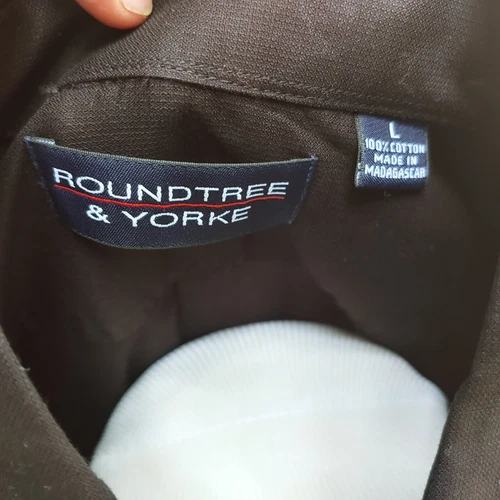 ROUNDTREE
& YORKE
L
100% COTTON
MADE IN
MADAGASCAR